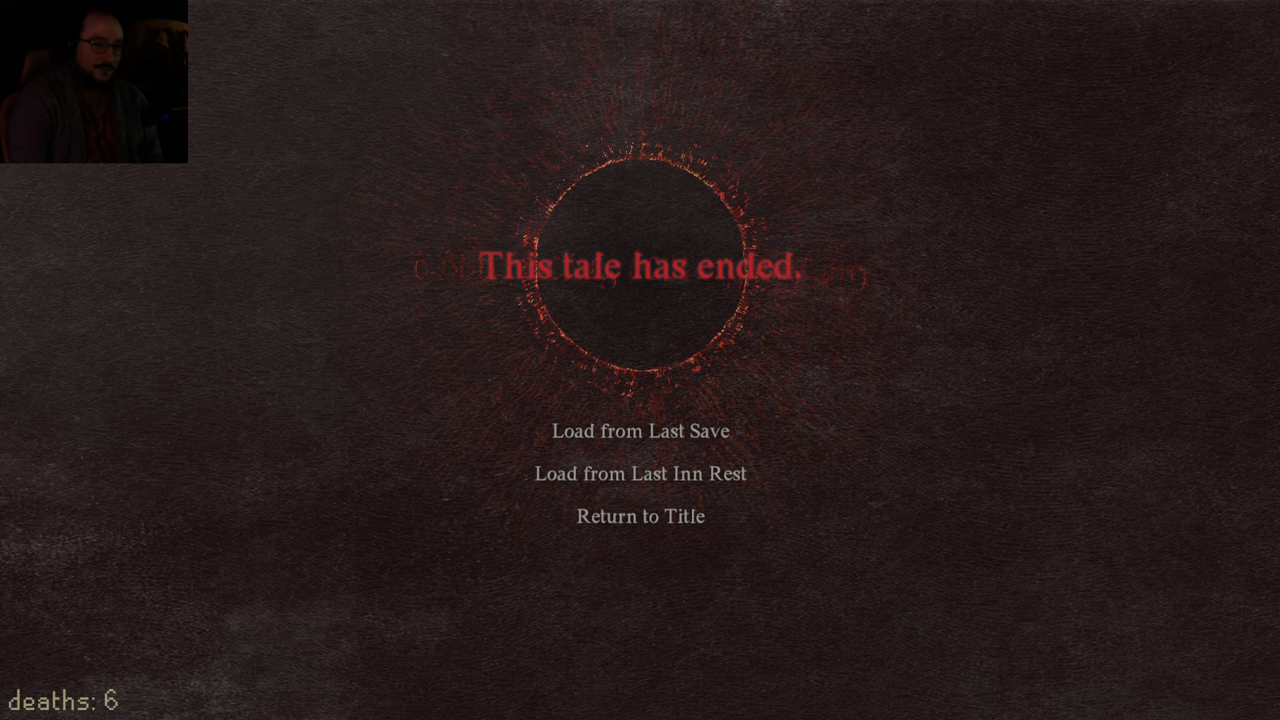 This tale has ended.
Load from Last Save
Load from Last Inn Rest
Return to Title
deaths: 6